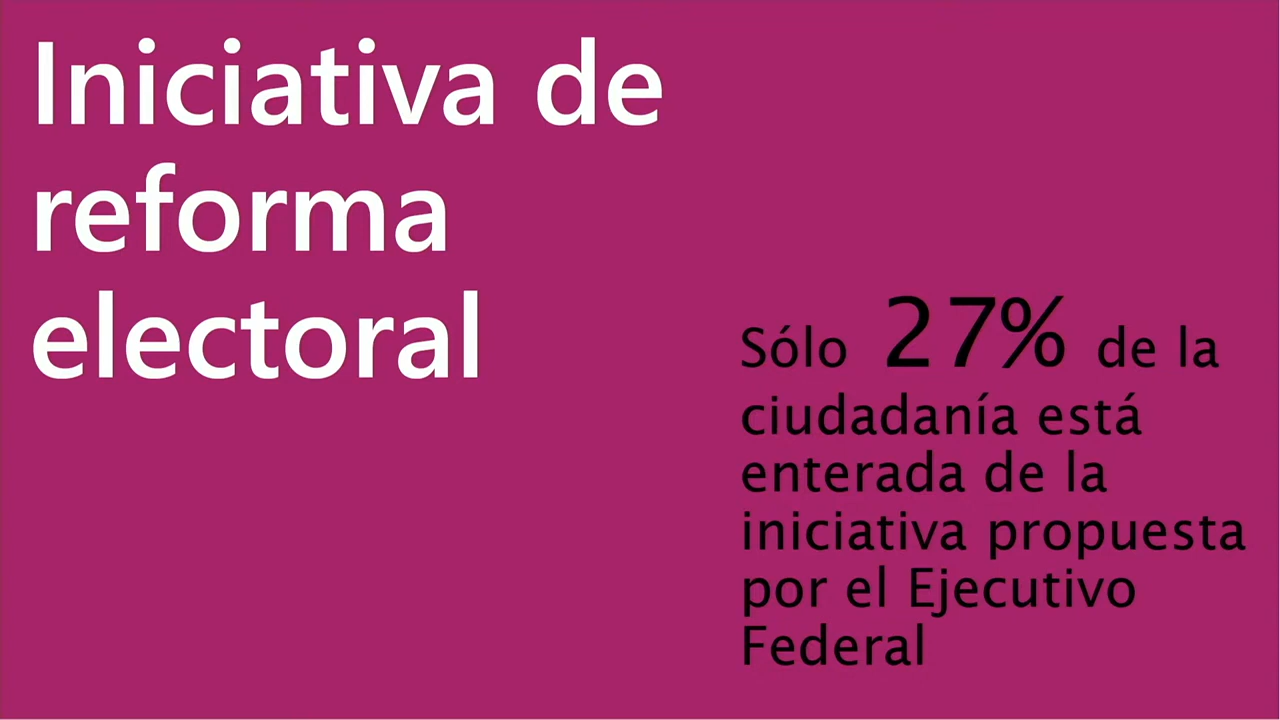 Iniciativa de
reforma
electoral
Sólo 27% de la
ciudadanía está
enterada de la
iniciativa propuesta
por el Ejecutivo
Federal